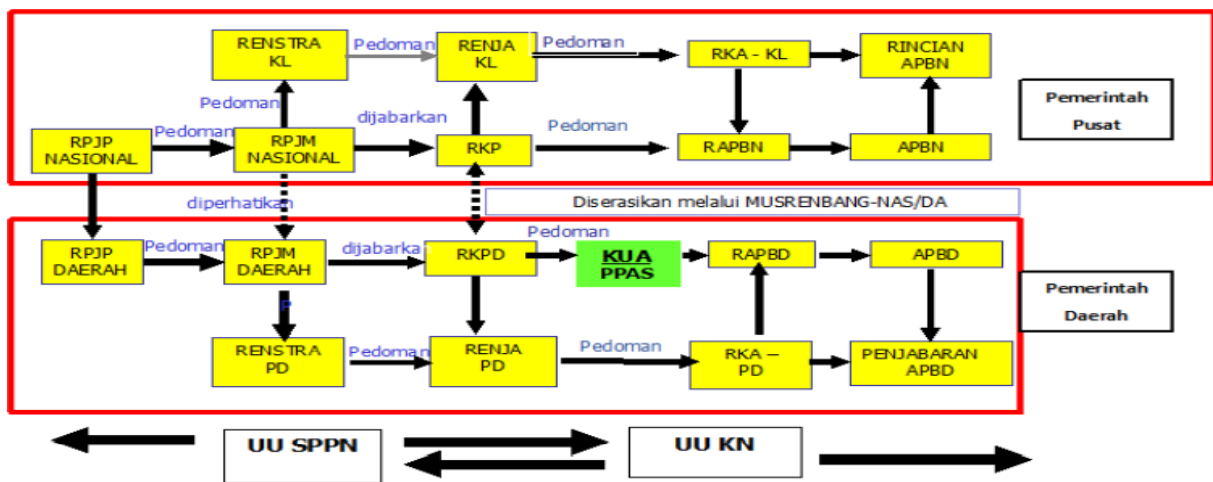 RENSTRA
KL
Pedoman
RENJA
KL
Pedoman
RKA - KL
RINCIAN
APBN
Pedoman
dijabarkan
Pedoman
Pemerintah
Pusat
RPJP
NASIONAL
Pedoman
RPJM
NASIONAL
RKP
RAPBN
APBN
diperhatikan
Diserasikan melalui MUSRENBANG-NAS/DA
RPJP
DAERAH
Pedoman
RPJM
DAERAH
dijabarkan
RKPD
Pedoman
KUA
PPAS
RAPBD
APBD
Pemerintah
Daerah
P
RENSTRA
PD
Pedoman
RENJA
PD
Pedoman
RKA –
PD
PENJABARAN
APBD
UU SPPN
UU KN